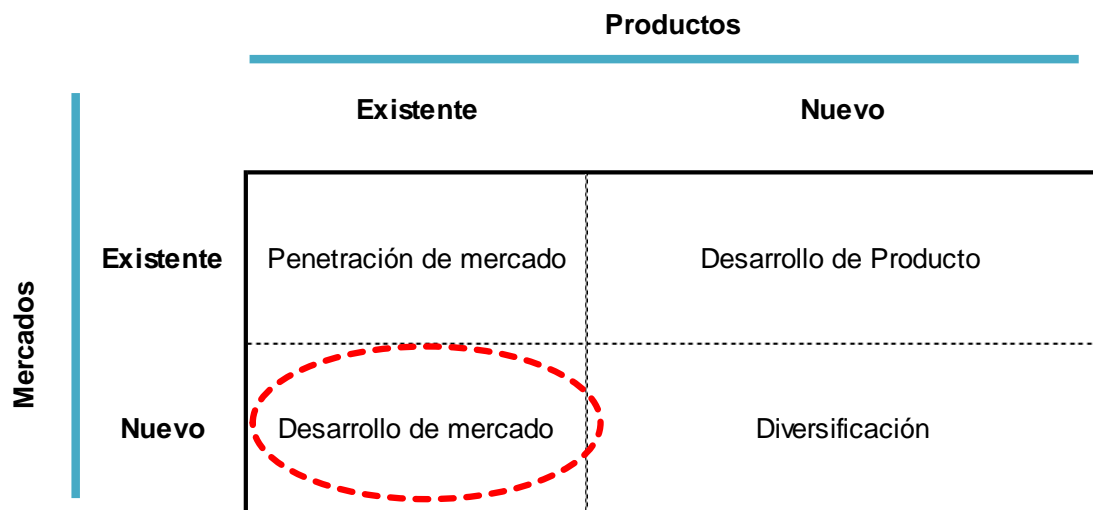 Productos
Existente Nuevo
Mercados
Existente Penetración de mercado Desarrollo de Producto
Nuevo Desarrollo de mercado Diversificación